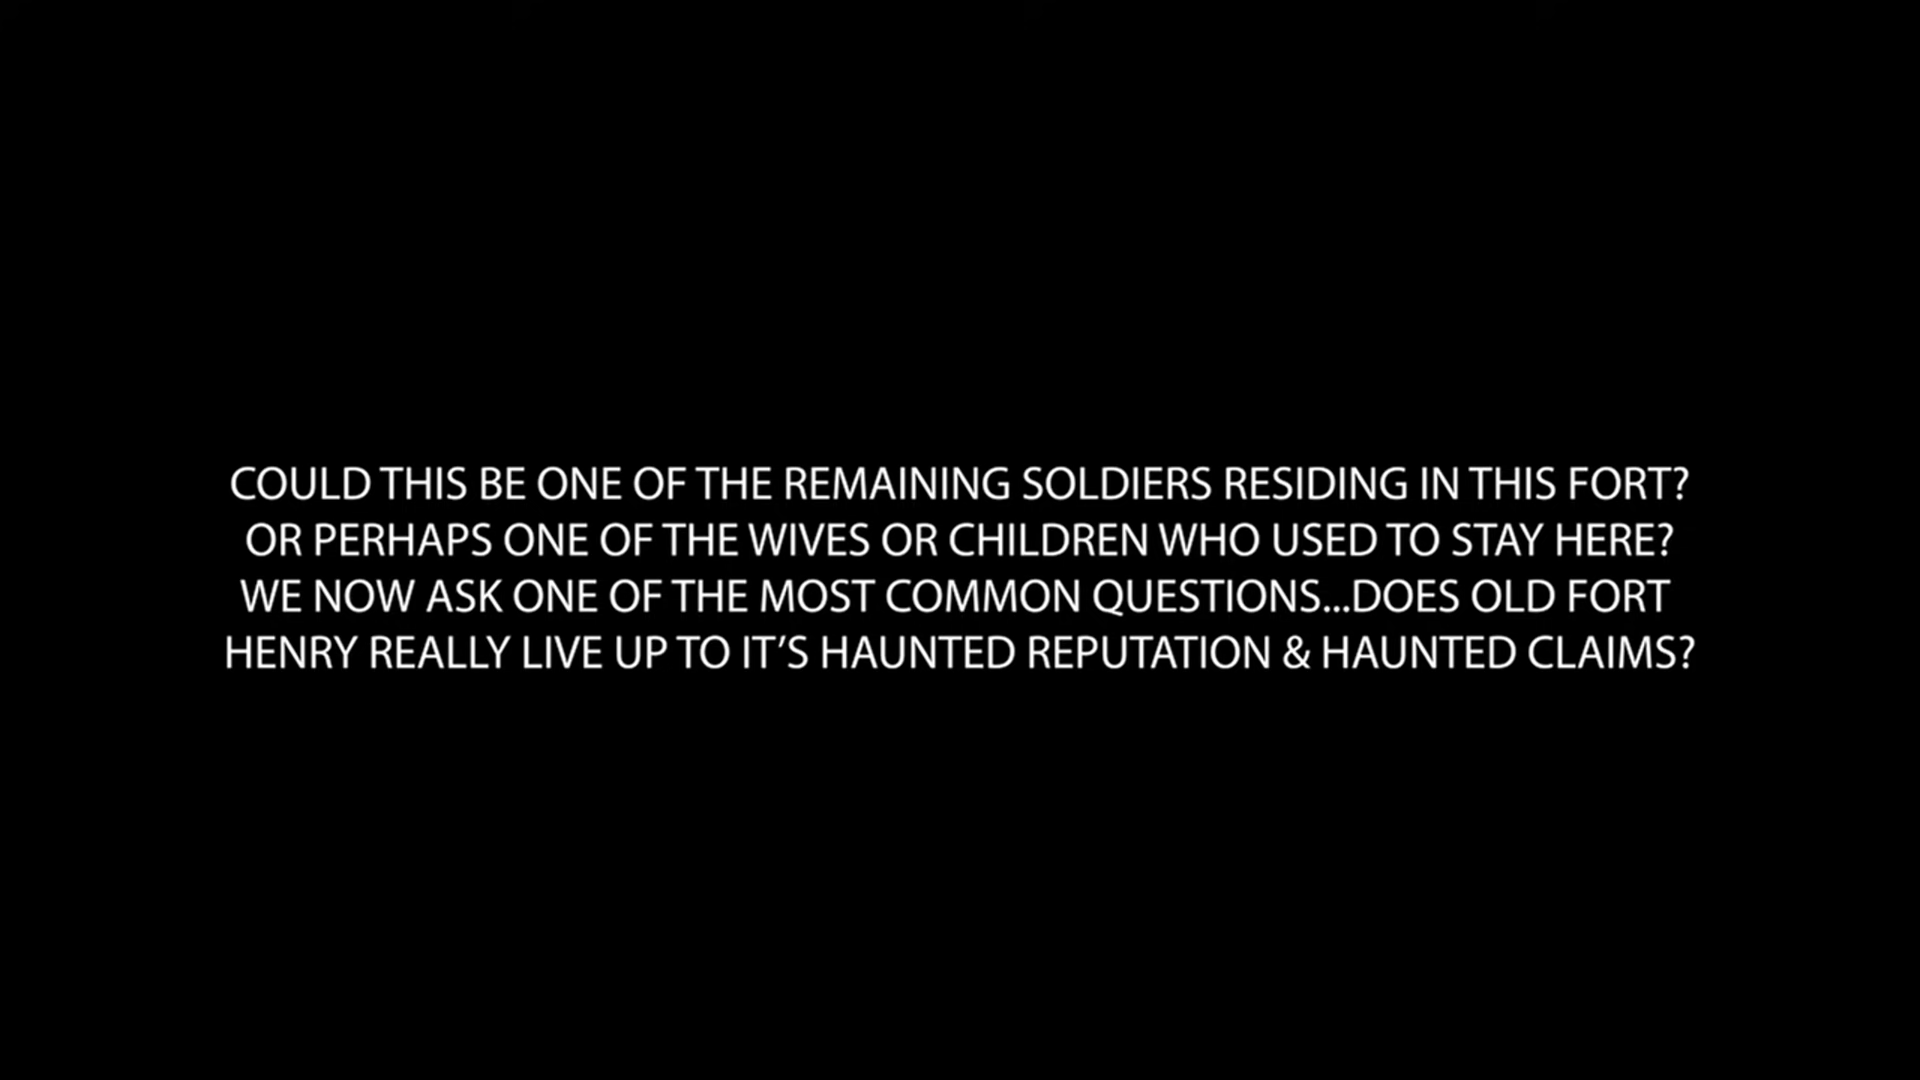 COULD THIS BE ONE OF THE REMAINING SOLDIERS RESIDING IN THIS FORT?
OR PERHAPS ONE OF THE WIVES OR CHILDREN WHO USED TO STAY HERE?
WE NOW ASK ONE OF THE MOST COMMON QUESTIONS...DOES OLD FORT
HENRY REALLY LIVE UP TO IT’S HAUNTED REPUTATION & HAUNTED CLAIMS?